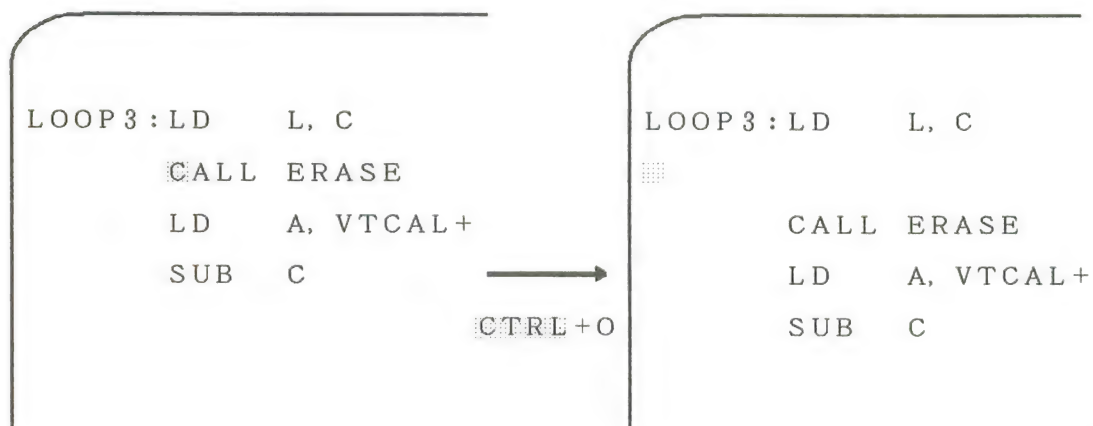 LOOP3:LD L, C
CALL ERASE
LD A, VTCAL+
SUB C
CTRL+O
LOOP3:LD L, C
CALL ERASE
LD A, VTCAL+
SUB C